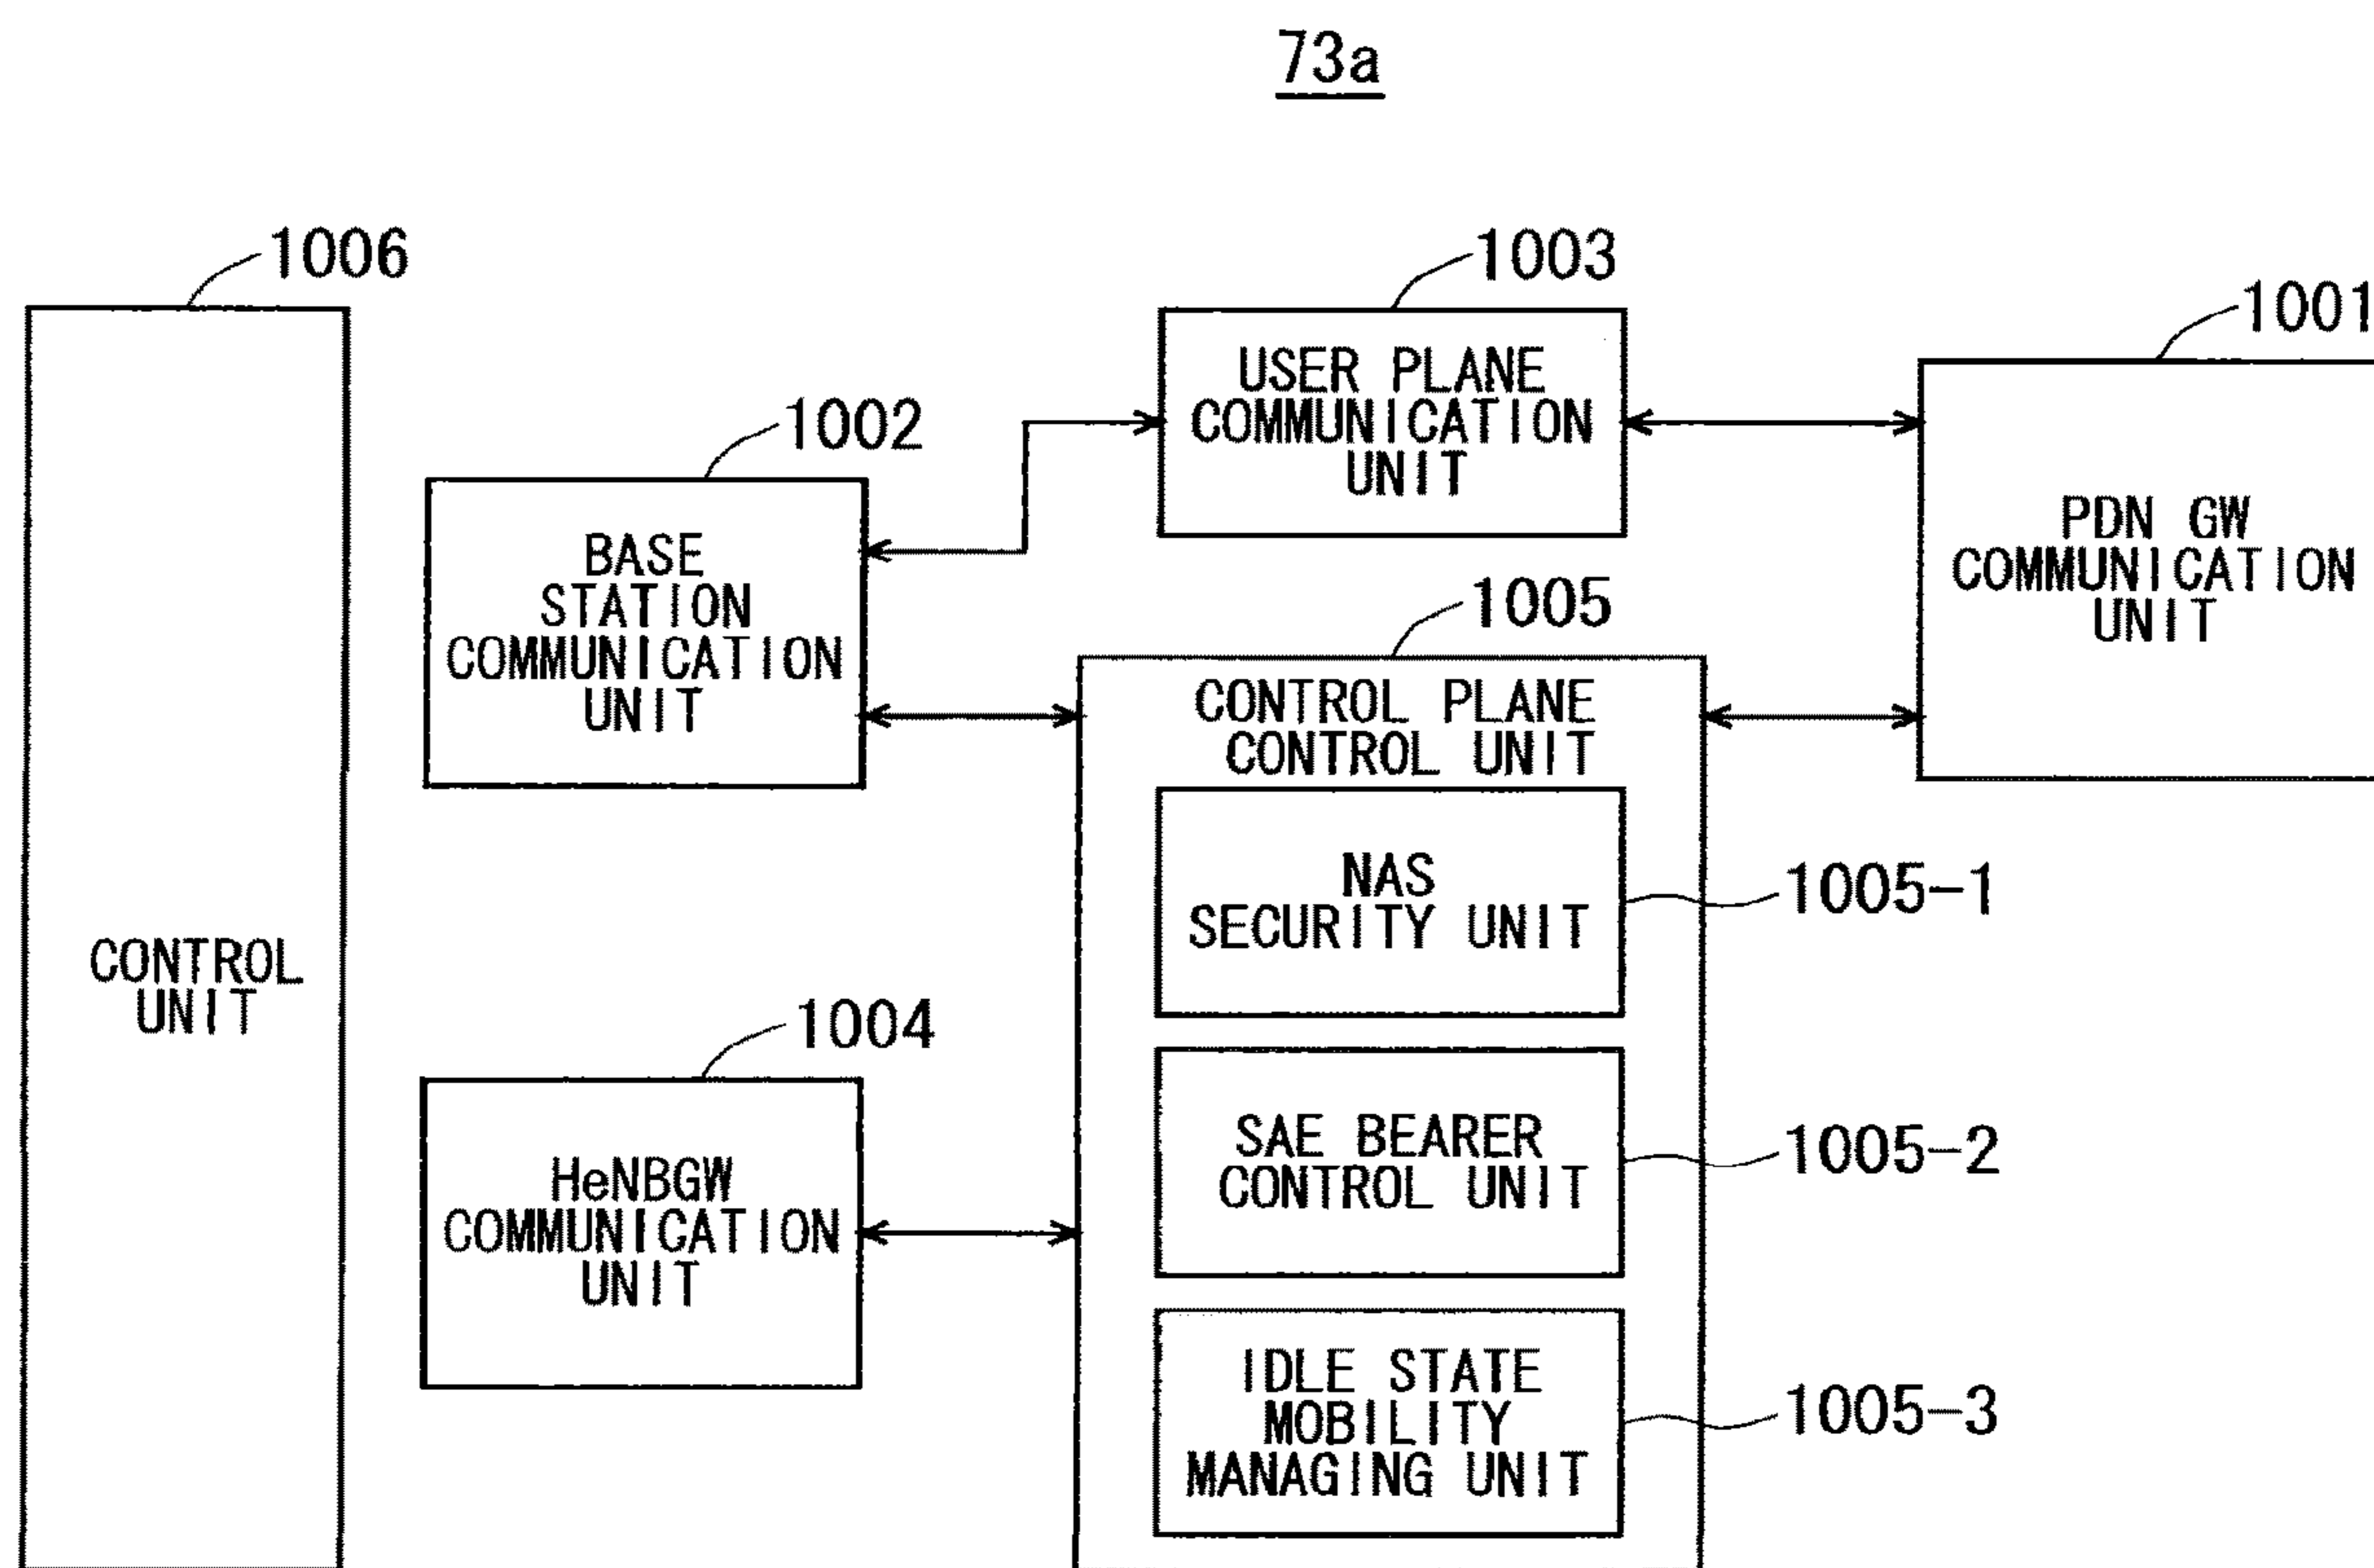 73a
1006
1003
1001
1002
USER PLANE
COMMUNICATION
UNIT
BASE
STATION
COMMUNICATION
UNIT
PDN GW
COMMUNICATION
UNIT
1005
CONTROL PLANE
CONTROL UNIT
NAS
SECURITY UNIT
1005-1
CONTROL
UNIT
1004
HeNBGW
COMMUNICATION
UNIT
SAE BEARER
CONTROL UNIT
1005-2
IDLE STATE
MOBILITY
MANAGING UNIT
1005-3